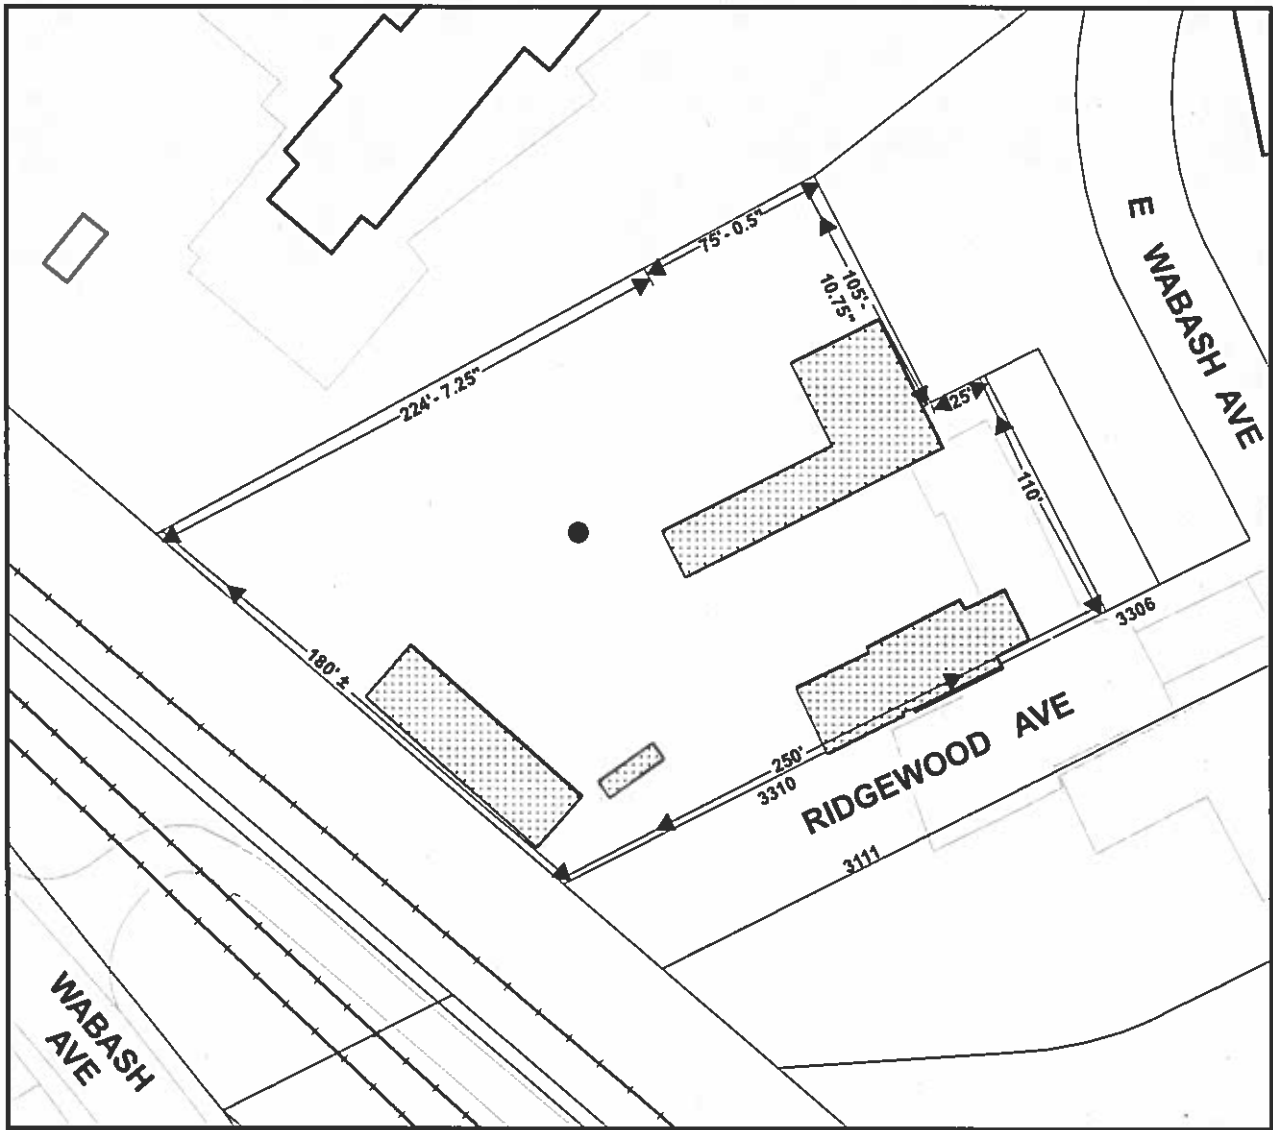 E WABASH AVE
75'- 0.5"
105'-
10.75"
224'- 7.25"
25'
110'
3306
180' ±
250'
3310
RIDGEWOOD AVE
3111
WABASH
AVE